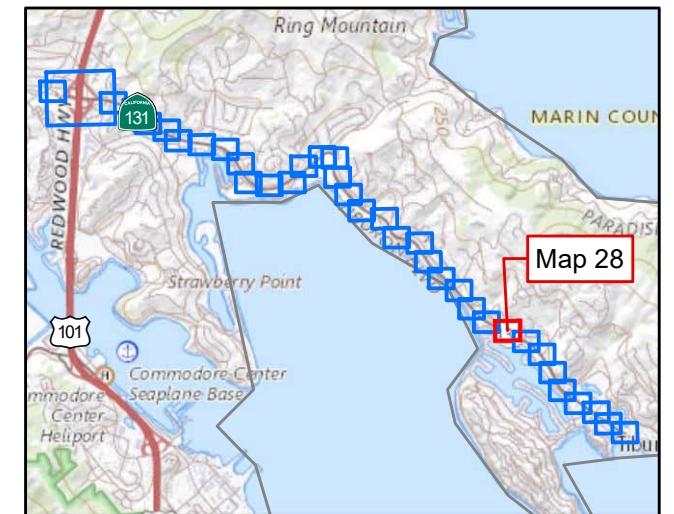 Ring Mountain
CALIFORNIA
131
250
MARIN COUN
REDWOOD HWY
PARADIS
Map 28
Strawberry Point
101
Commodore Center
Seaplane Base
mmodore
Center
Heliport
H
Tibur